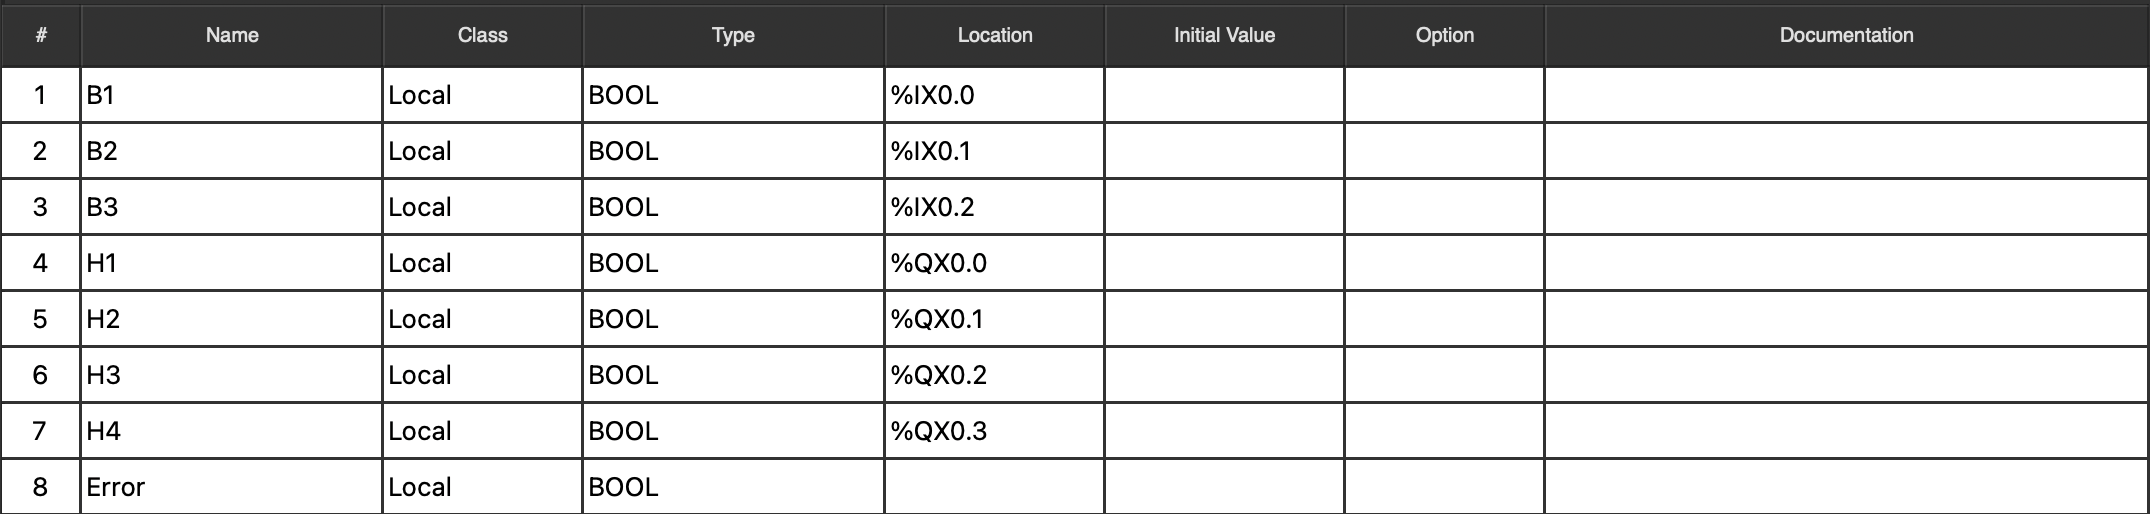 # Name Class Type Location Initial Value Option Documentation
1 B1 Local BOOL %IX0.0
2 B2 Local BOOL %IX0.1
3 B3 Local BOOL %IX0.2
4 H1 Local BOOL %QX0.0
5 H2 Local BOOL %QX0.1
6 H3 Local BOOL %QX0.2
7 H4 Local BOOL %QX0.3
8 Error Local BOOL